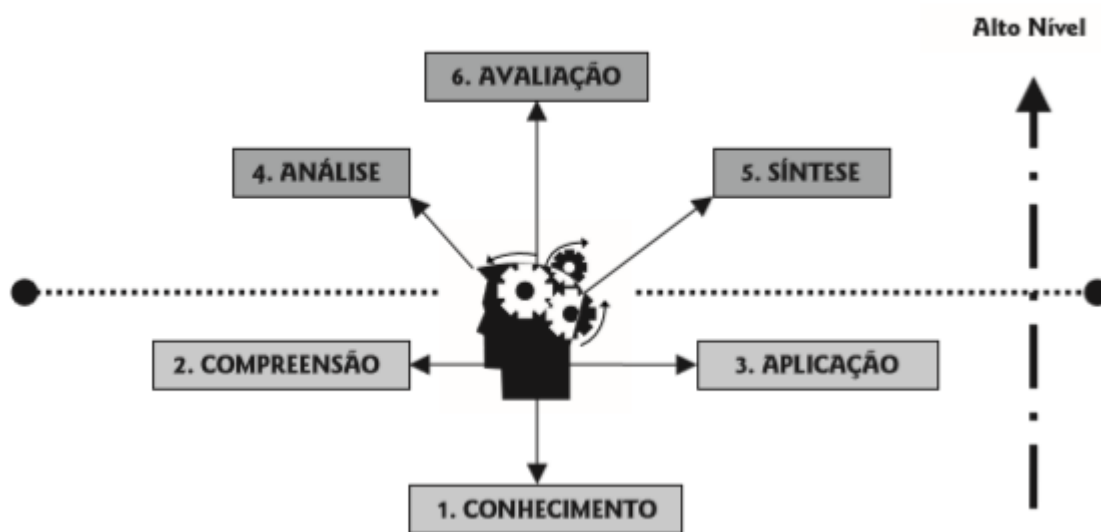 Alto Nível
6. AVALIAÇÃO
4. ANÁLISE
5. SÍNTESE
2. COMPREENSÃO
3. APLICAÇÃO
1. CONHECIMENTO